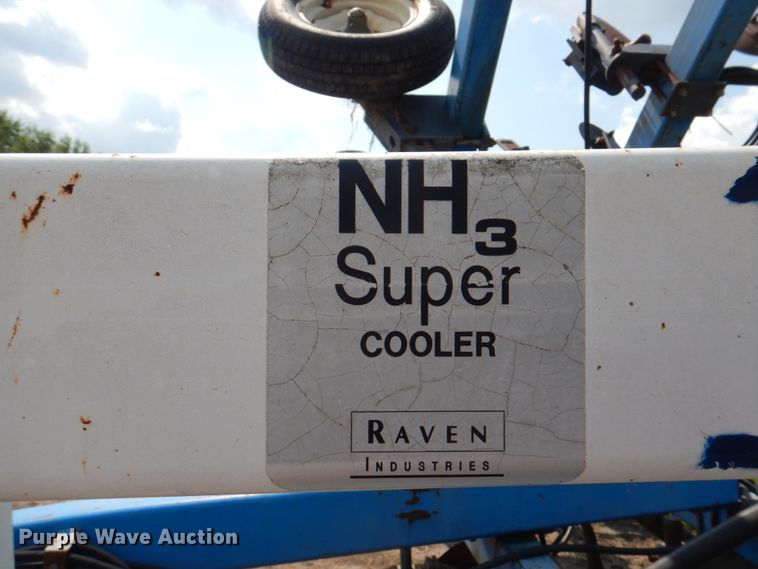 NH₃
Super
COOLER
RAVEN
INDUSTRIES
Purple Wave Auction